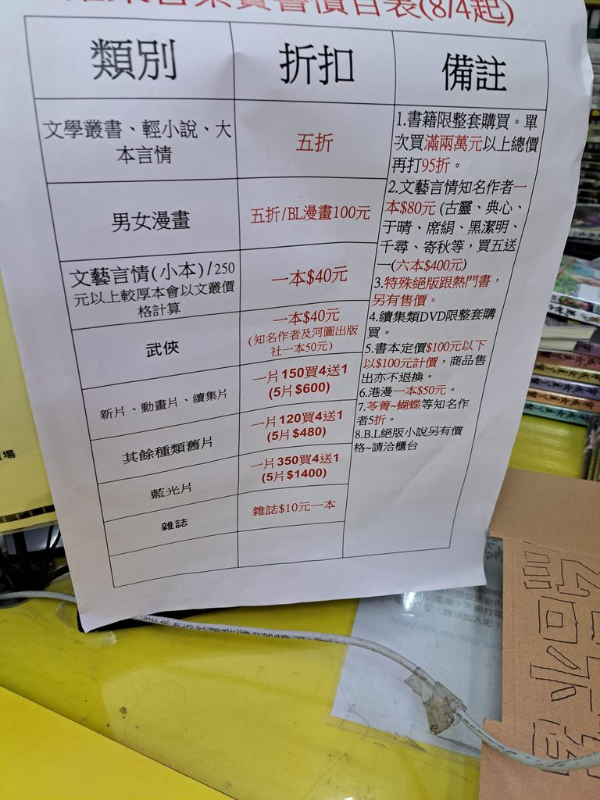 賣書價目表(8/4起)
類別
折扣
備註
文學叢書、輕小說、大
本言情
五折
男女漫畫
五折/BL漫畫100元
文藝言情(小本)/250
元以上較厚本會以文叢價
格計算
一本$40元
武俠
一本$40元
(知名作者及河圖出版
社一本50元)
新片、動畫片、續集片
一片150買4送1
(5片$600)
其餘種類舊片
一片120買4送1
(5片$480)
藍光片
一片350買4送1
(5片$1400)
雜誌
雜誌$10元一本
1.書籍限整套購買。單
次買滿兩萬元以上總價
再打95折。
2.文藝言情知名作者一
本$80元 (古靈、典心、
于晴、席絹、黑潔明、
千尋、寄秋等，買五送
一(六本$400元)
3.特殊絕版跟熱門書，
另有售價。
4.續集類DVD限整套購
買。
5.書本定價$100元以下
以$100元計價，商品售
出亦不退換。
6.港漫一本$50元。
7.芩菁~蝴蝶等知名作
者5折。
8.B.L絕版小說另有價
格~請洽櫃台
場